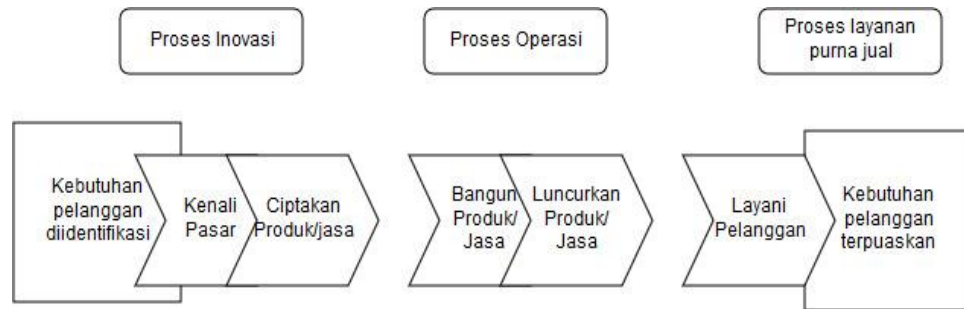 Proses Inovasi
Proses Operasi
Proses layanan
purna jual
Kebutuhan
pelanggan
diidentifikasi
Kenali
Pasar
Ciptakan
Produk/jasa
Bangun
Produk/
Jasa
Luncurkan
Produk/
Jasa
Layani
Pelanggan
Kebutuhan
pelanggan
terpuaskan